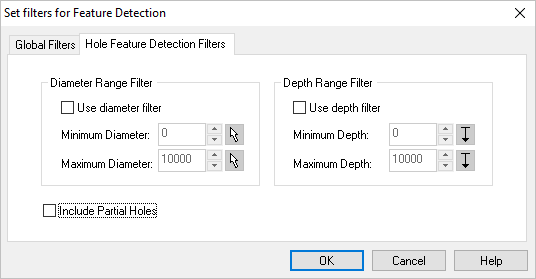 Set filters for Feature Detection
Global Filters
Hole Feature Detection Filters
Diameter Range Filter
Use diameter filter
Minimum Diameter: 0
Maximum Diameter: 10000
Depth Range Filter
Use depth filter
Minimum Depth: 0
Maximum Depth: 10000
Include Partial Holes
OK
Cancel
Help